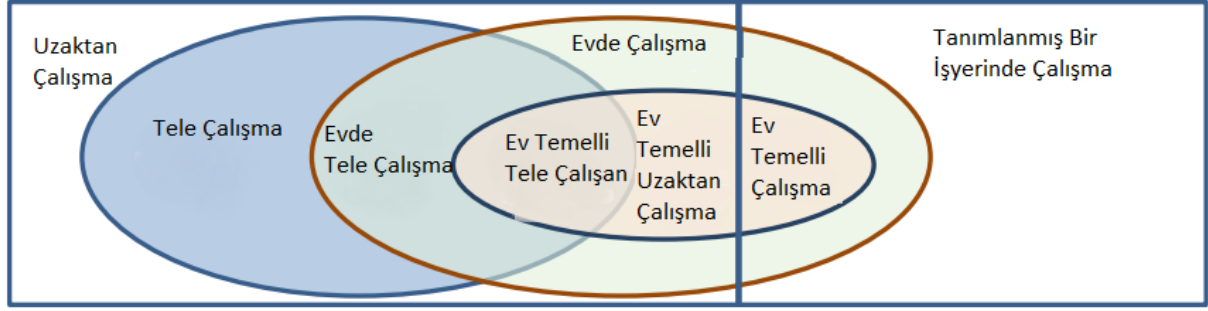 Uzaktan
Çalışma
Tele Çalışma
Evde
Tele Çalışma
Evde Çalışma
Ev Temelli
Tele Çalışan
Ev
Temelli
Uzaktan
Çalışma
Ev
Temelli
Çalışma
Tanımlanmış Bir
İşyerinde Çalışma